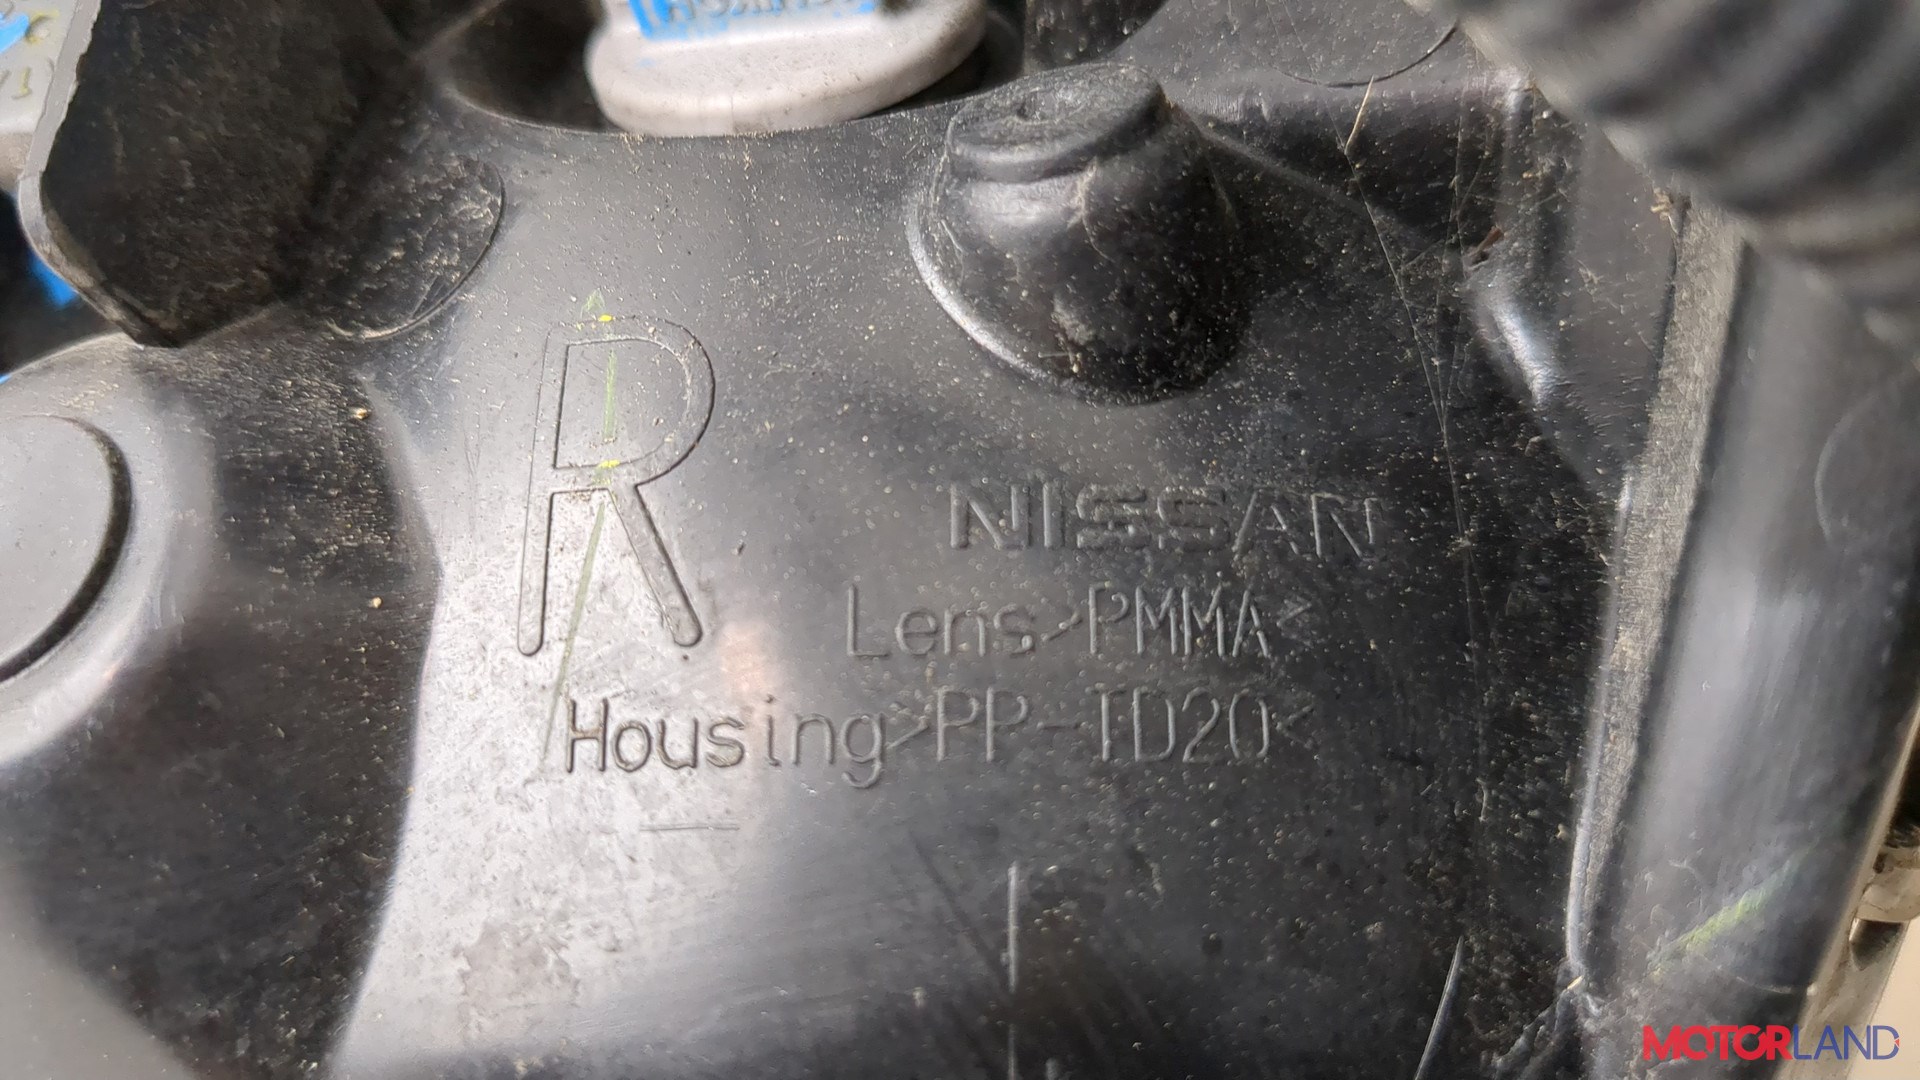 R
NISSAN
Lens>PMMA<
Housing>PP-TD20<
MOTORLAND